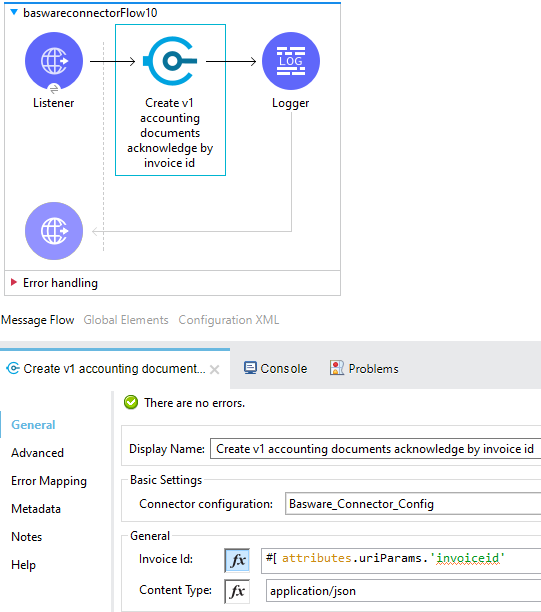 baswareconnectorFlow10
LOG
Listener
Create v1
accounting
documents
acknowledge by
invoice id
Logger
Error handling
Message Flow Global Elements Configuration XML
Create v1 accounting document... Console Problems
There are no errors.
General
Advanced
Error Mapping
Metadata
Notes
Help
Display Name: Create v1 accounting documents acknowledge by invoice id
Basic Settings
Connector configuration: Basware_Connector_Config
General
Invoice Id: fx #[ attributes.uriParams.'invoiceid'
Content Type: fx application/json